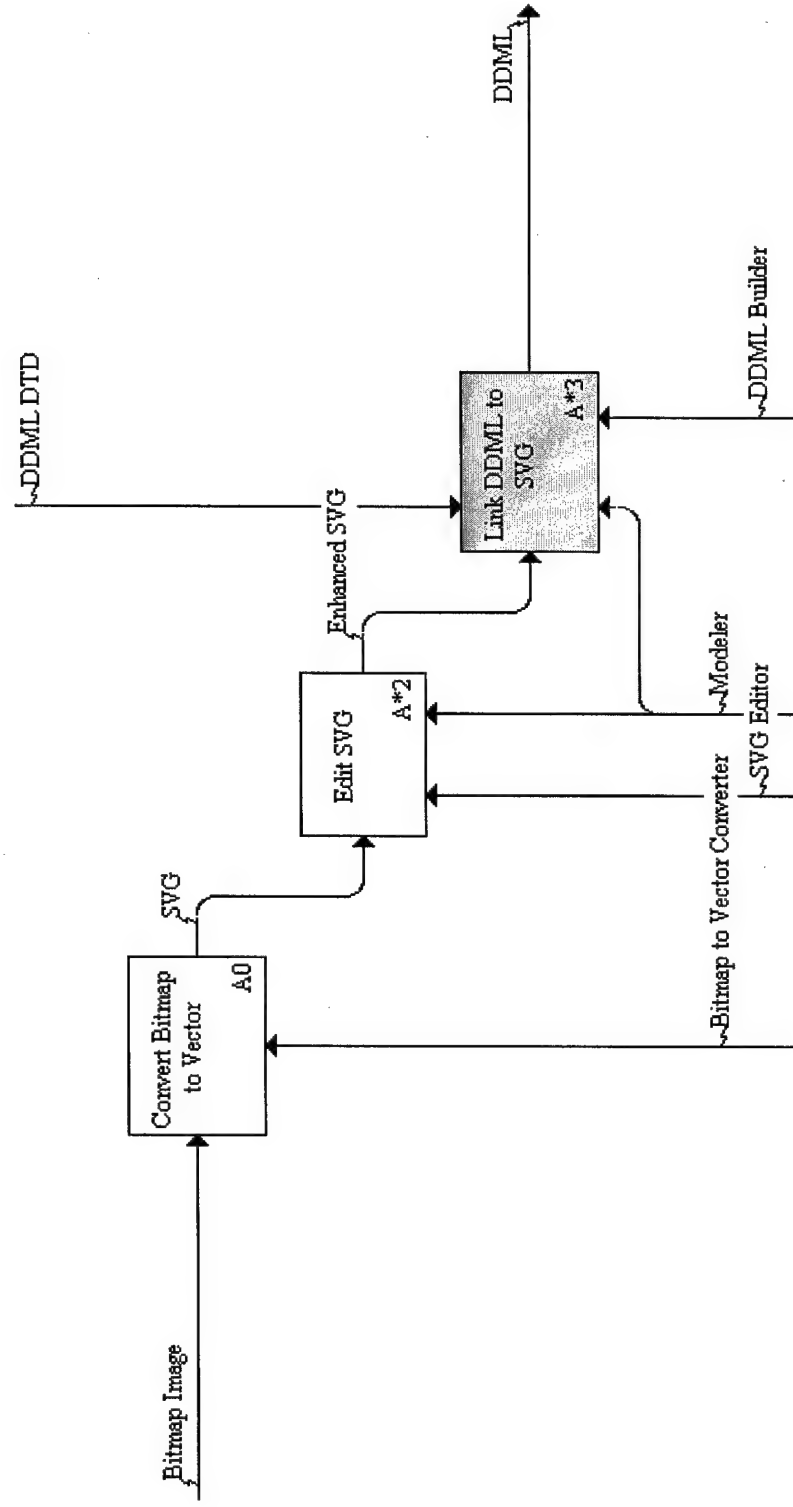 DDML DTD
Bitmap Image
Convert Bitmap
to Vector
A0
SVG
Edit SVG
A*2
Enhanced SVG
Link DDML to
SVG
A*3
DDML
Bitmap to Vector Converter
Modeler
SVG Editor
DDML Builder